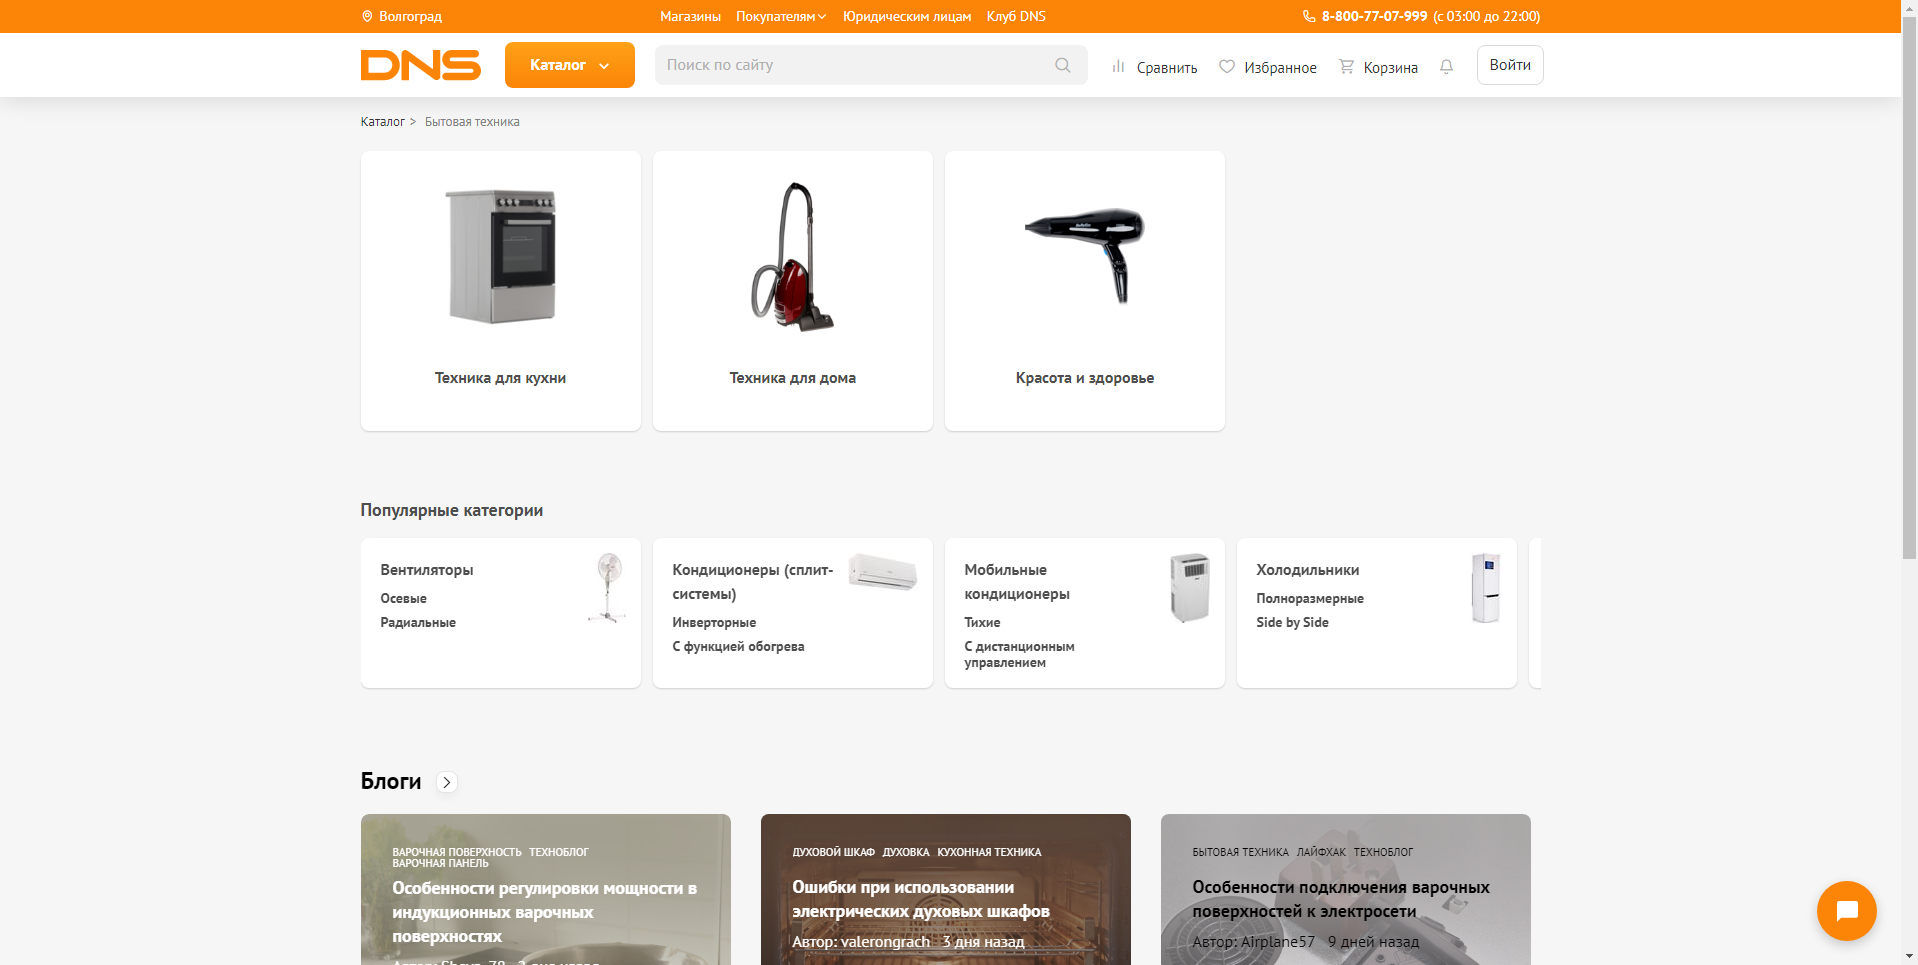 Волгоград
Магазины Покупателям Юридическим лицам Клуб DNS
8-800-77-07-999 (с 03:00 до 22:00)
DNS
Каталог
Поиск по сайту
Сравнить
Избранное
Корзина
Войти
Каталог > Бытовая техника
Техника для кухни
Техника для дома
Красота и здоровье
Популярные категории
Вентиляторы
Осевые
Радиальные
Кондиционеры (сплит-
системы)
Инверторные
С функцией обогрева
Мобильные
кондиционеры
Тихие
С дистанционным
управлением
Холодильники
Полноразмерные
Side by Side
Блоги
ВАРОЧНАЯ ПОВЕРХНОСТЬ ТЕХНОБЛОГ
ВАРОЧНАЯ ПАНЕЛЬ
Особенности регулировки мощности в
индукционных варочных
поверхностях
ДУХОВОЙ ШКАФ ДУХОВКА КУХОННАЯ ТЕХНИКА
Ошибки при использовании
электрических духовых шкафов
Автор: valerongrach 3 дня назад
БЫТОВАЯ ТЕХНИКА ЛАЙФХАК ТЕХНОБЛОГ
Особенности подключения варочных
поверхностей к электросети
Автор: Airplane57 9 дней назад